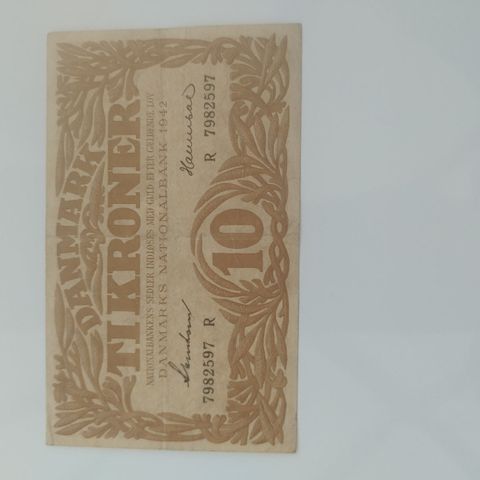 DANMARK
TI KRONER
NATIONALBANKENS SEDLER INDLØSES MED GULD EFTER GÆLDENDE LOV
DANMARKS NATIONALBANK 1942
7982597 R
R 7982597
10